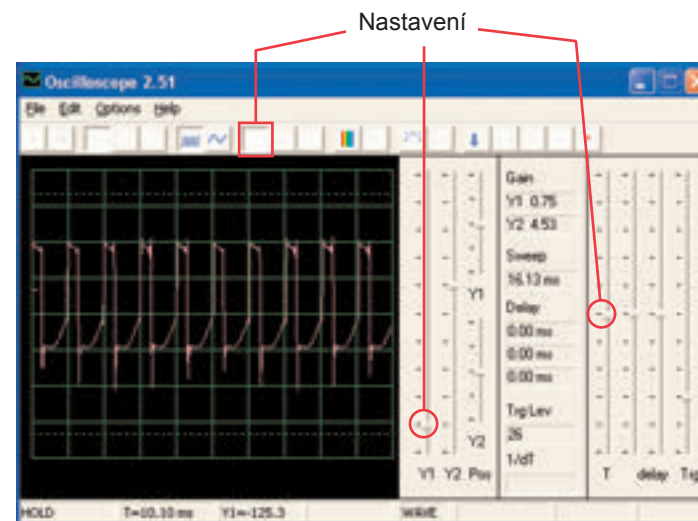 Nastavení
Oscilloscope 2.51
File Edit Options Help
Gain
Y1 0.75
Y2 4.53
Sweep
16.13 ms
Delay
0.00 ms
0.00 ms
0.00 ms
Trg Lev
26
1/dT
Y1
Y2
Y1 Y2 Pos
T delay Trg
HOLD T=10.10 ms Y1=-125.3 WAVE